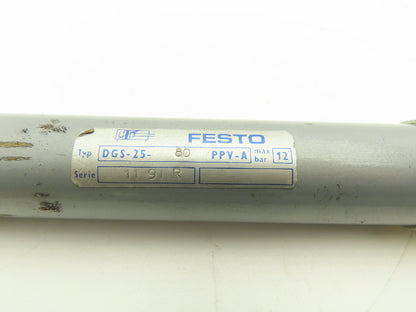 FESTO
Typ DGS-25- 80 PPV-A max bar 12
Serie 11 91 R